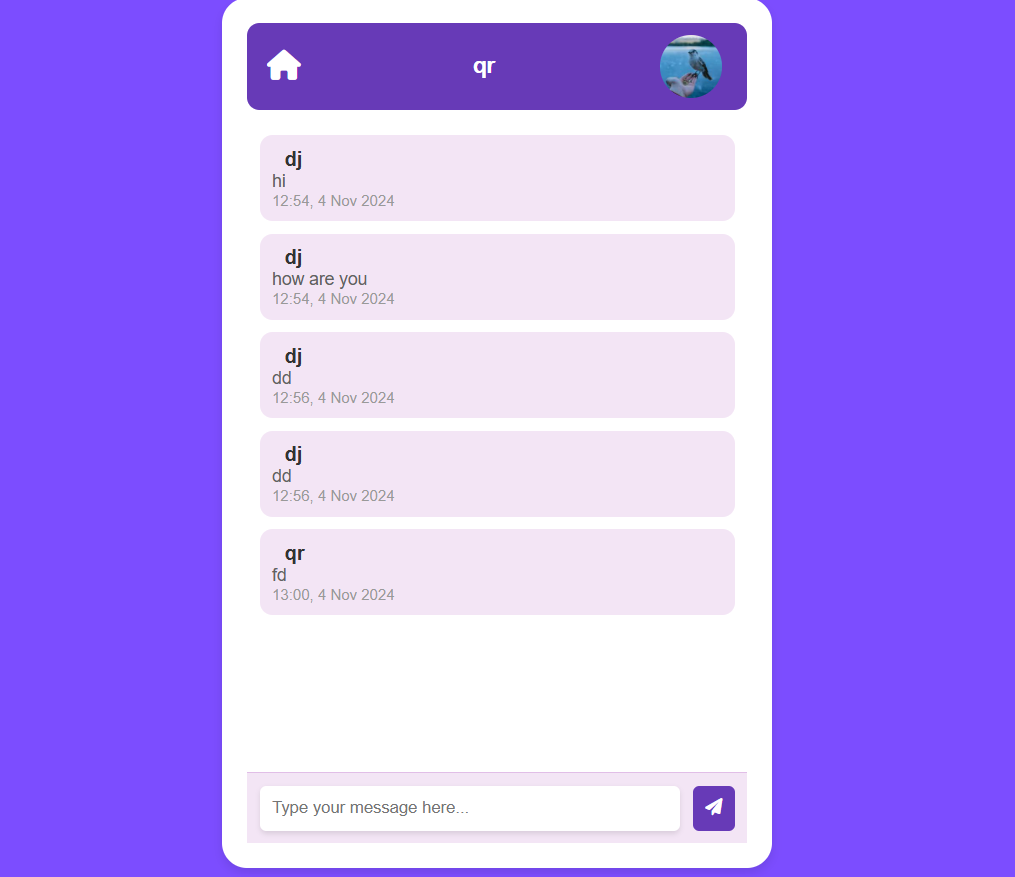 qr
dj
hi
12:54, 4 Nov 2024
dj
how are you
12:54, 4 Nov 2024
dj
dd
12:56, 4 Nov 2024
dj
dd
12:56, 4 Nov 2024
qr
fd
13:00, 4 Nov 2024
Type your message here...